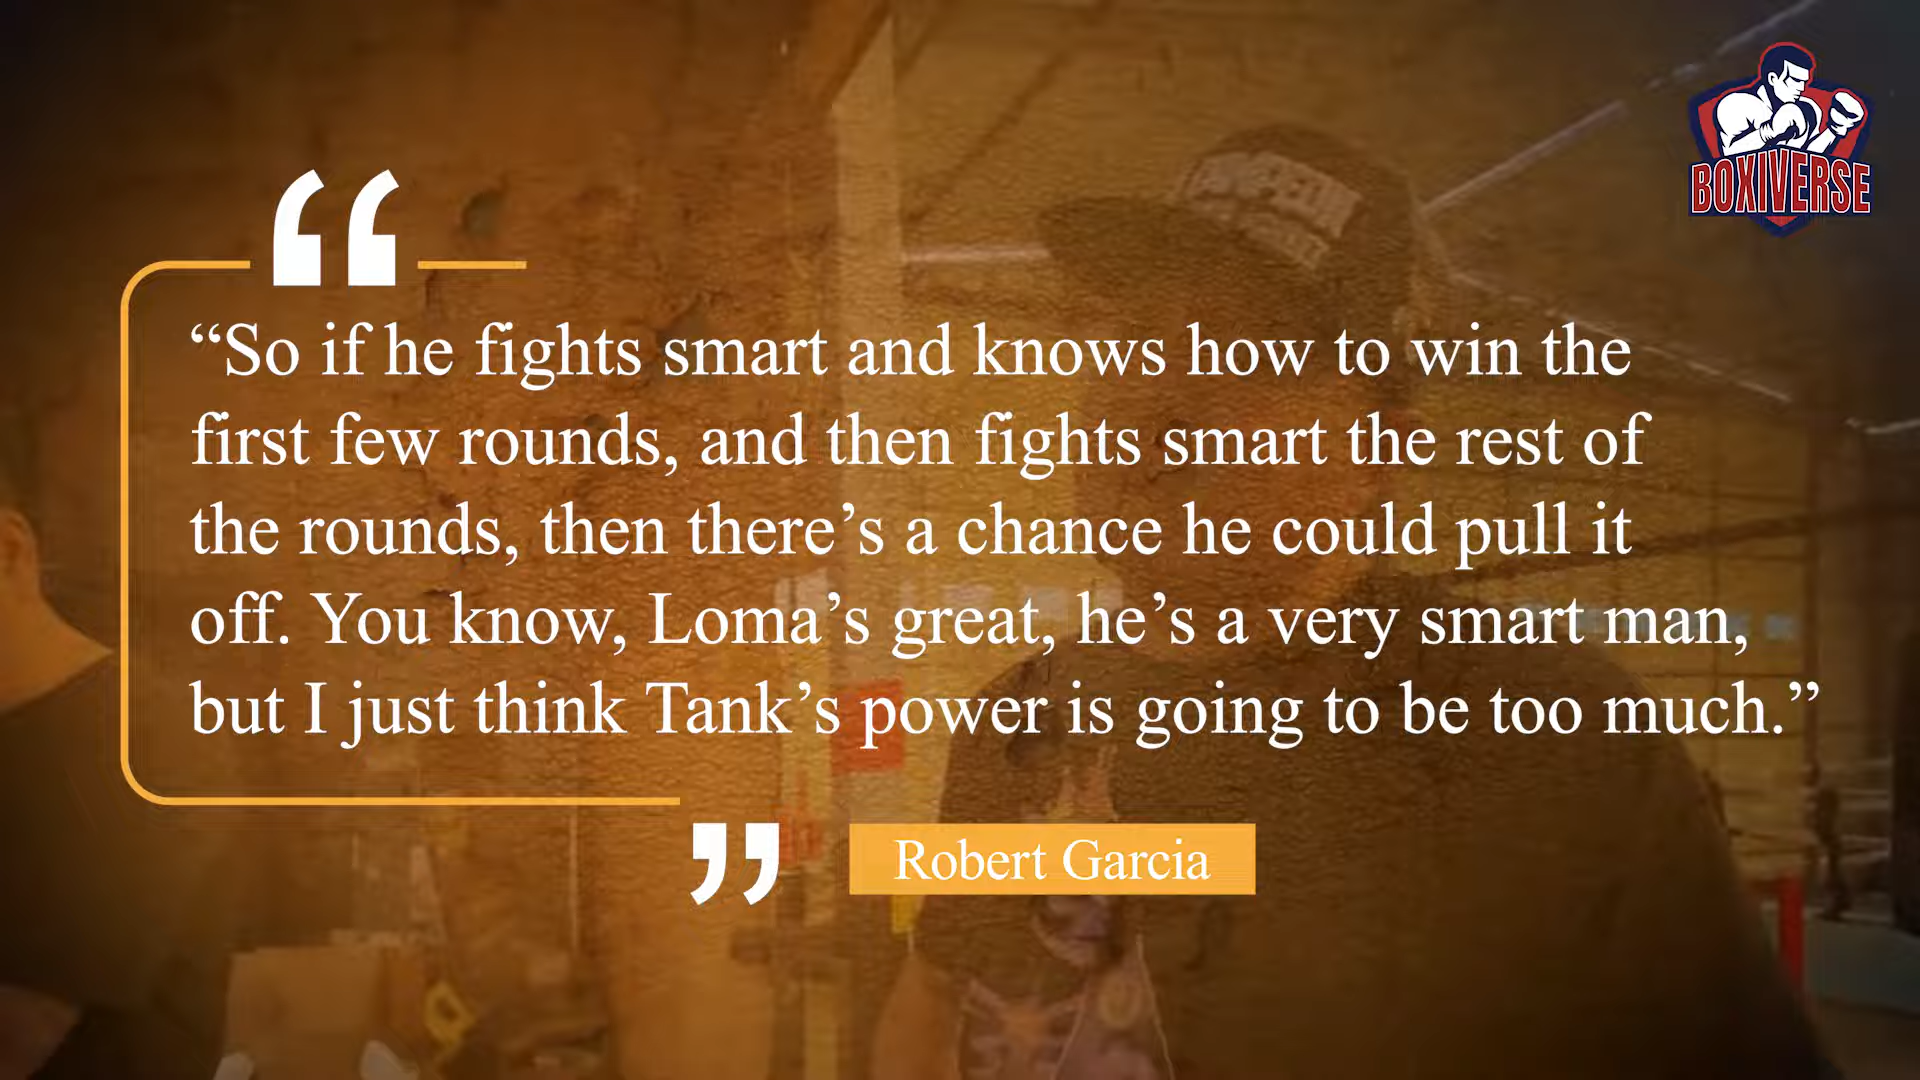 BOXIVERSE
“So if he fights smart and knows how to win the
first few rounds, and then fights smart the rest of
the rounds, then there’s a chance he could pull it
off. You know, Loma’s great, he’s a very smart man,
but I just think Tank’s power is going to be too much.”
Robert Garcia